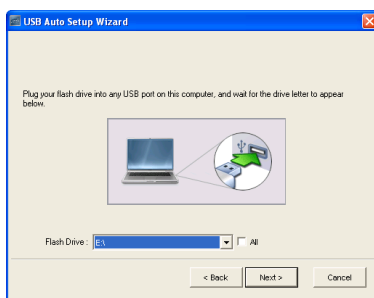 USB Auto Setup Wizard
Plug your flash drive into any USB port on this computer, and wait for the drive letter to appear
below.
Flash Drive : E:\ All
< Back Next > Cancel